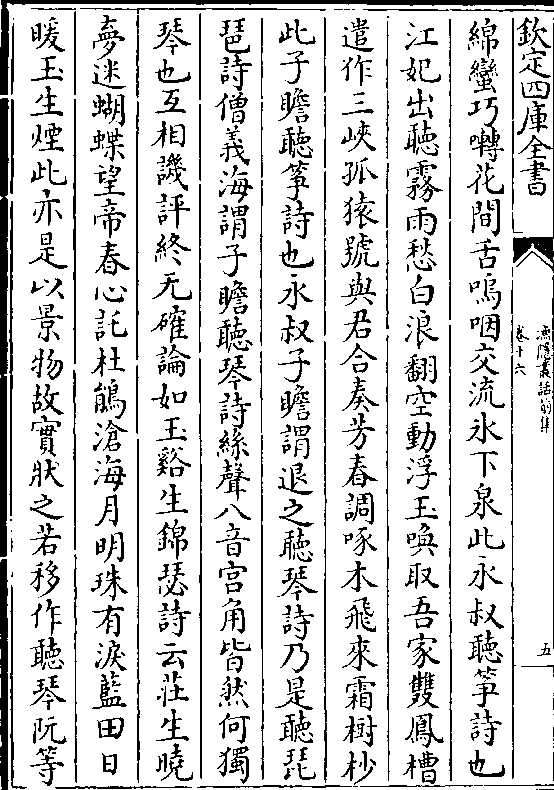 欽定四庫全書
漁隱叢話前集
卷十六
五
綿蠻巧囀花間舌嗚咽交流氷下泉此永叔聽筝詩也
江妃出聽霧雨愁白浪翻空動浮玉喚取吾家雙鳳槽
遣作三峽孤猿號與君合奏芳春調啄木飛來霜樹杪
此子瞻聽筝詩也永叔子瞻謂退之聽琴詩乃是聽琵
琶詩僧義海謂子瞻聽琴詩絲聲八音宫角皆然何獨
琴也互相譏評終无確論如玉谿生錦瑟詩云莊生曉
夢迷蝴蝶望帝春心託杜鵑滄海月明珠有淚藍田日
暖玉生煙此亦是以景物故實狀之若移作聽琴阮等